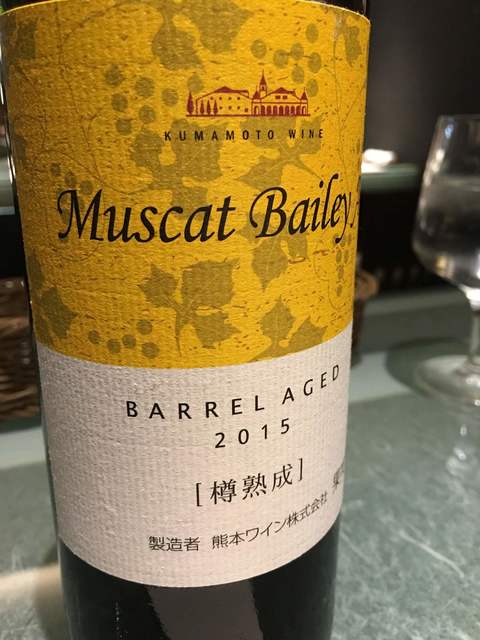 KUMAMOTO WINE
Muscat Bailey
BARREL AGED
2015
[樽熟成]
製造者 熊本ワイン株式会社